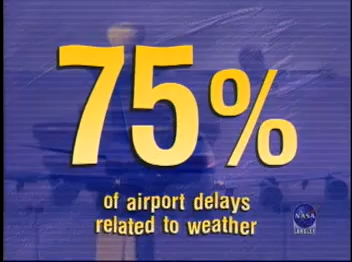 75%
of airport delays
related to weather
NASA
LANGLEY